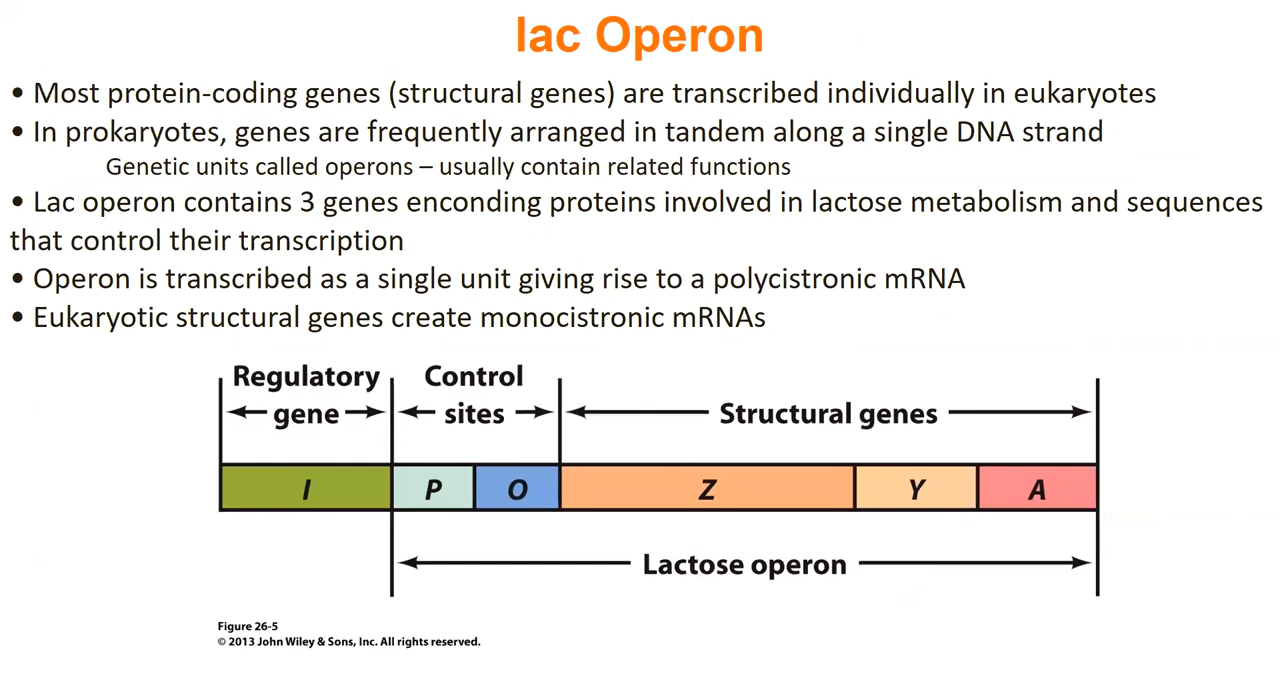 lac Operon
• Most protein-coding genes (structural genes) are transcribed individually in eukaryotes
• In prokaryotes, genes are frequently arranged in tandem along a single DNA strand
Genetic units called operons – usually contain related functions
• Lac operon contains 3 genes enconding proteins involved in lactose metabolism and sequences
that control their transcription
• Operon is transcribed as a single unit giving rise to a polycistronic mRNA
• Eukaryotic structural genes create monocistronic mRNAs
Regulatory gene
Control sites
Structural genes
I P O Z Y A
Lactose operon
Figure 26-5
© 2013 John Wiley & Sons, Inc. All rights reserved.